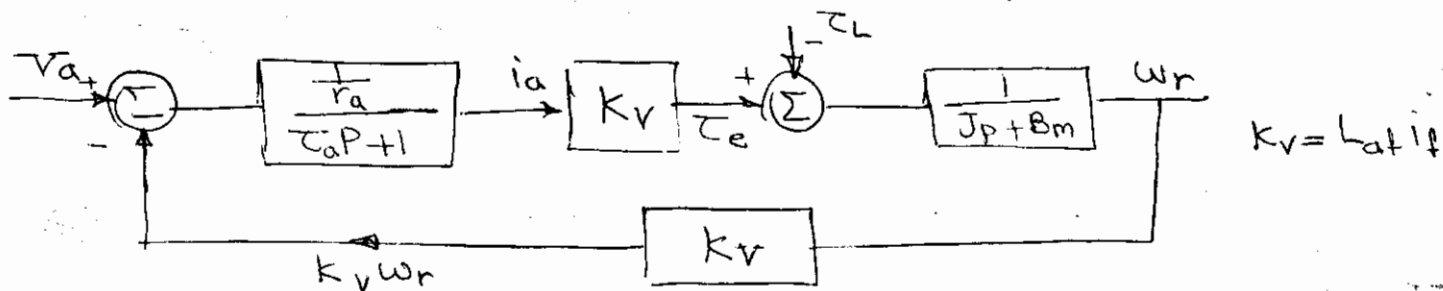 Va + Σ -
1/ra
τaP+1
ia
Kv
τe
+ Σ - τL
1
Jp+Bm
ωr
Kv = Laf if
Kv
Kvωr